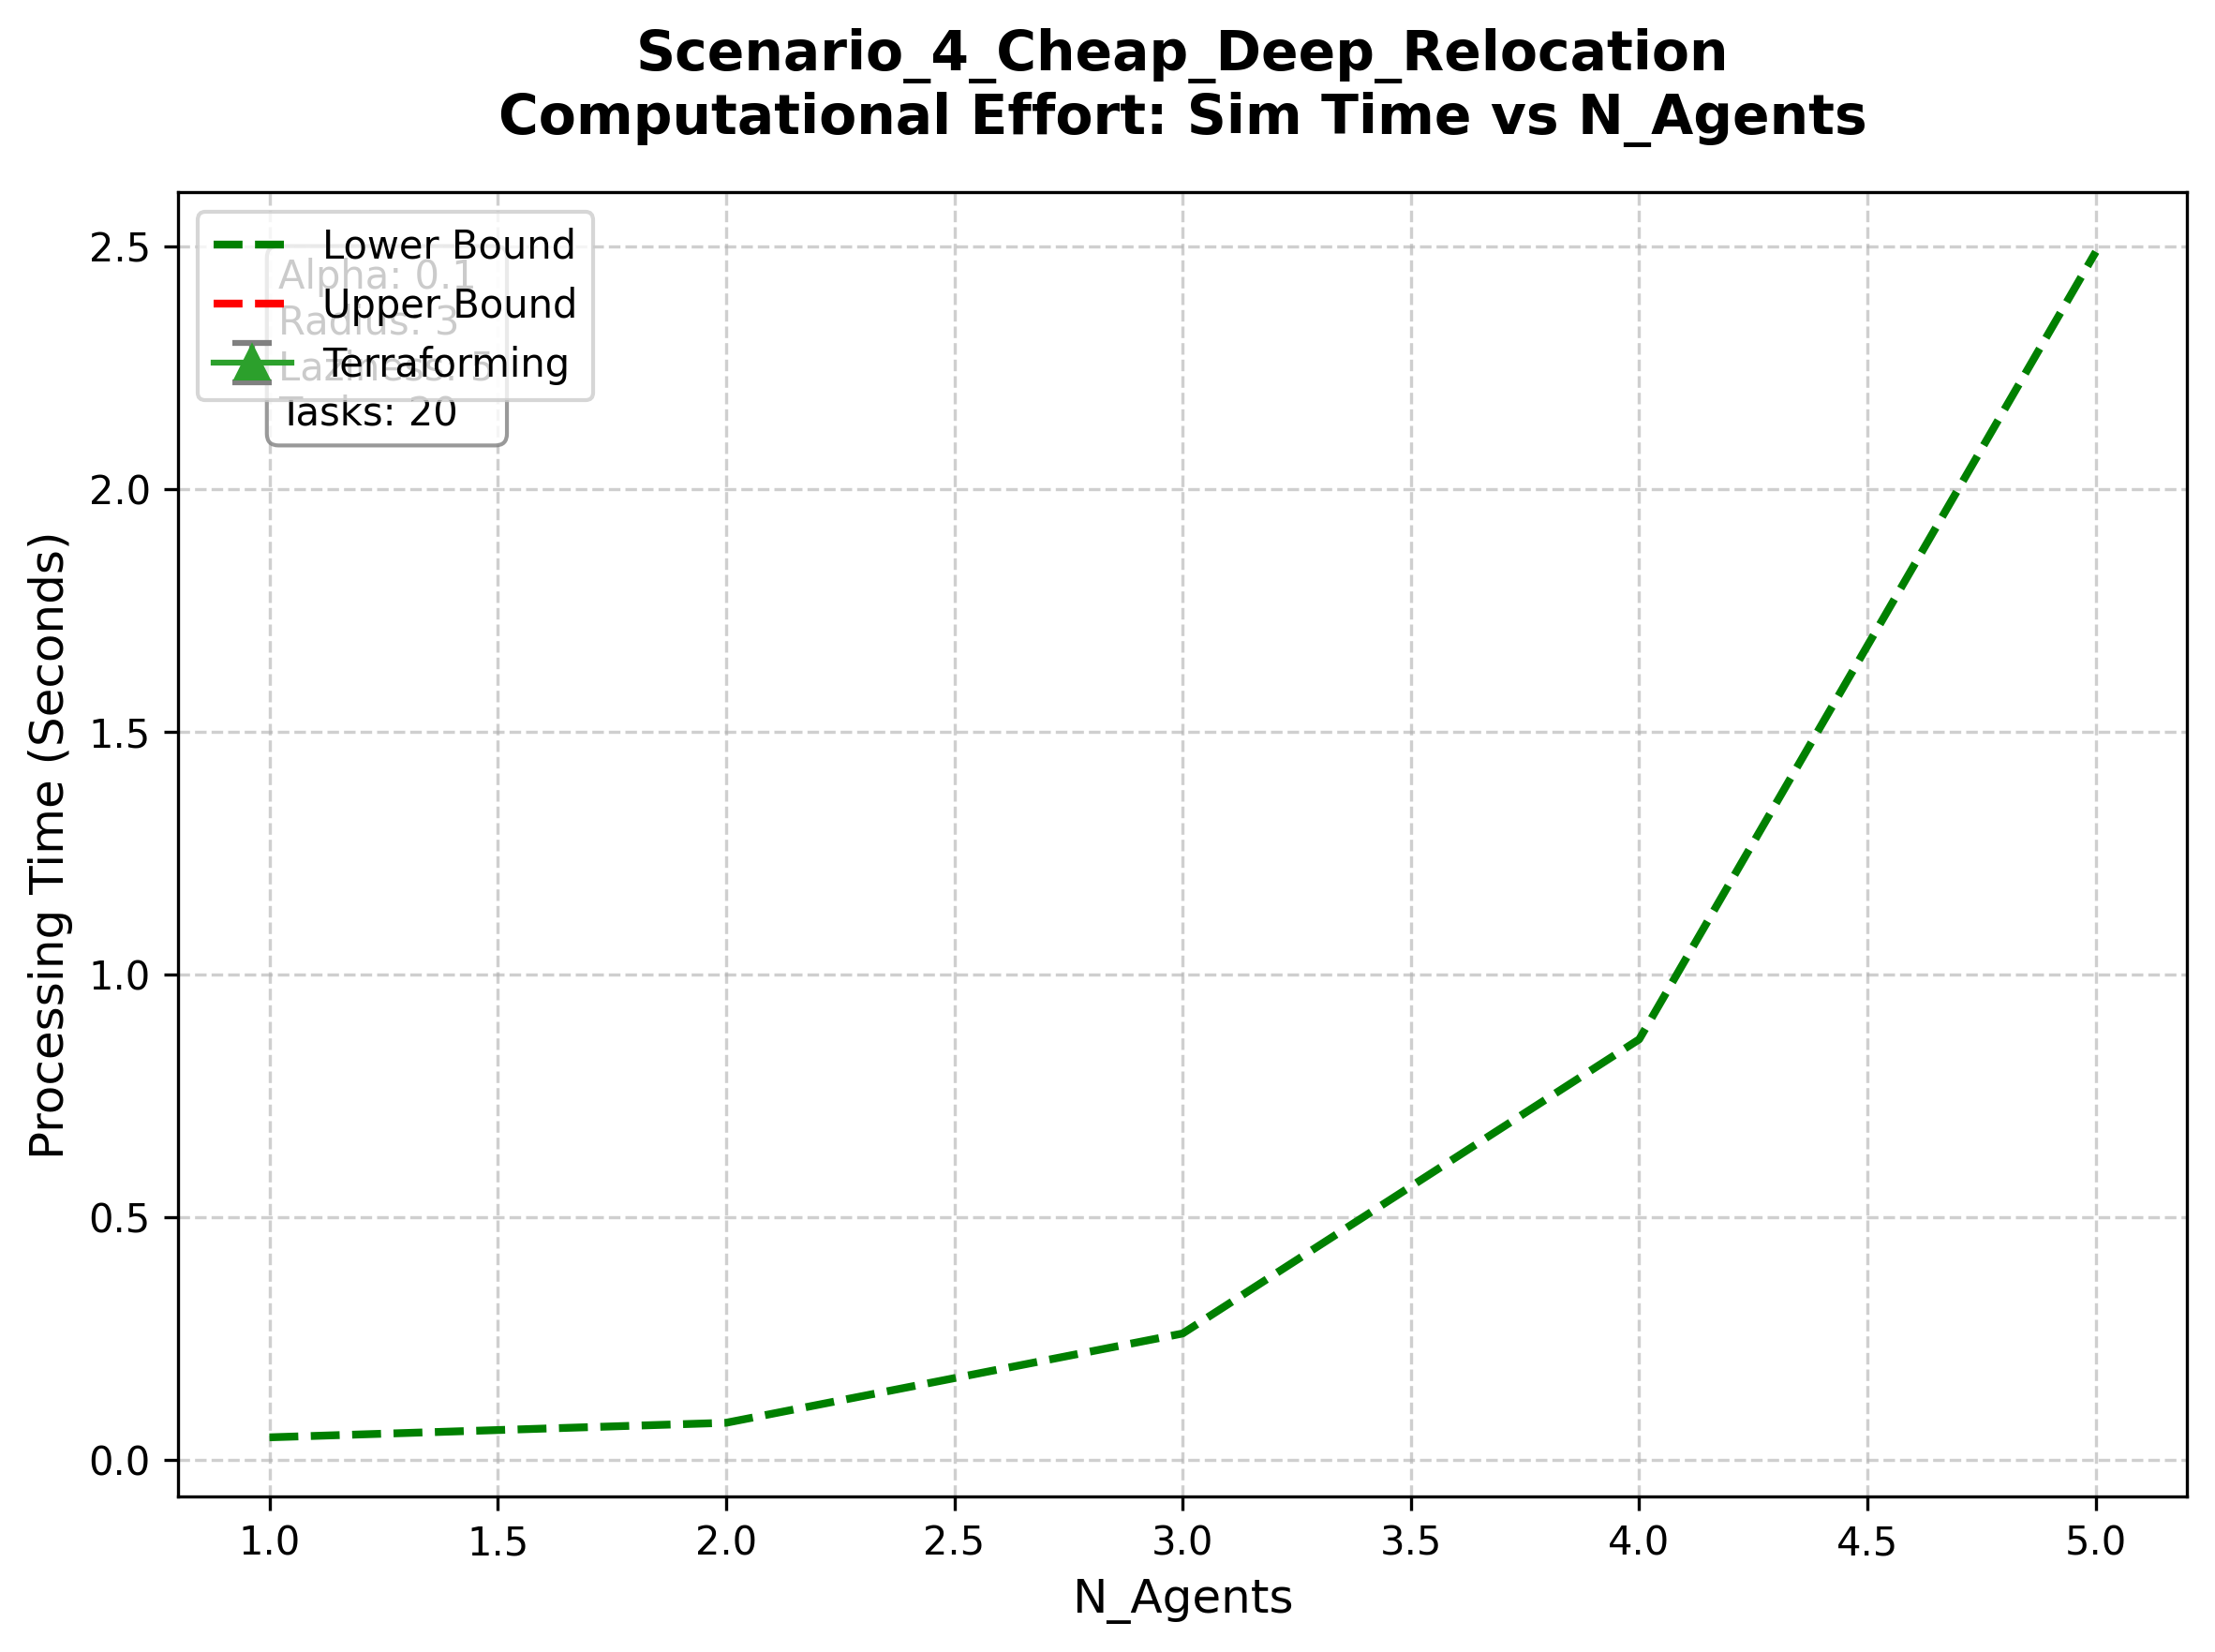 Scenario_4_Cheap_Deep_Relocation
Computational Effort: Sim Time vs N_Agents
Lower Bound
Upper Bound
Terraforming
Alpha: 0.1
Radius: 3
Tasks: 20
Processing Time (Seconds)
2.5
2.0
1.5
1.0
0.5
0.0
1.0
1.5
2.0
2.5
3.0
3.5
4.0
4.5
5.0
N_Agents